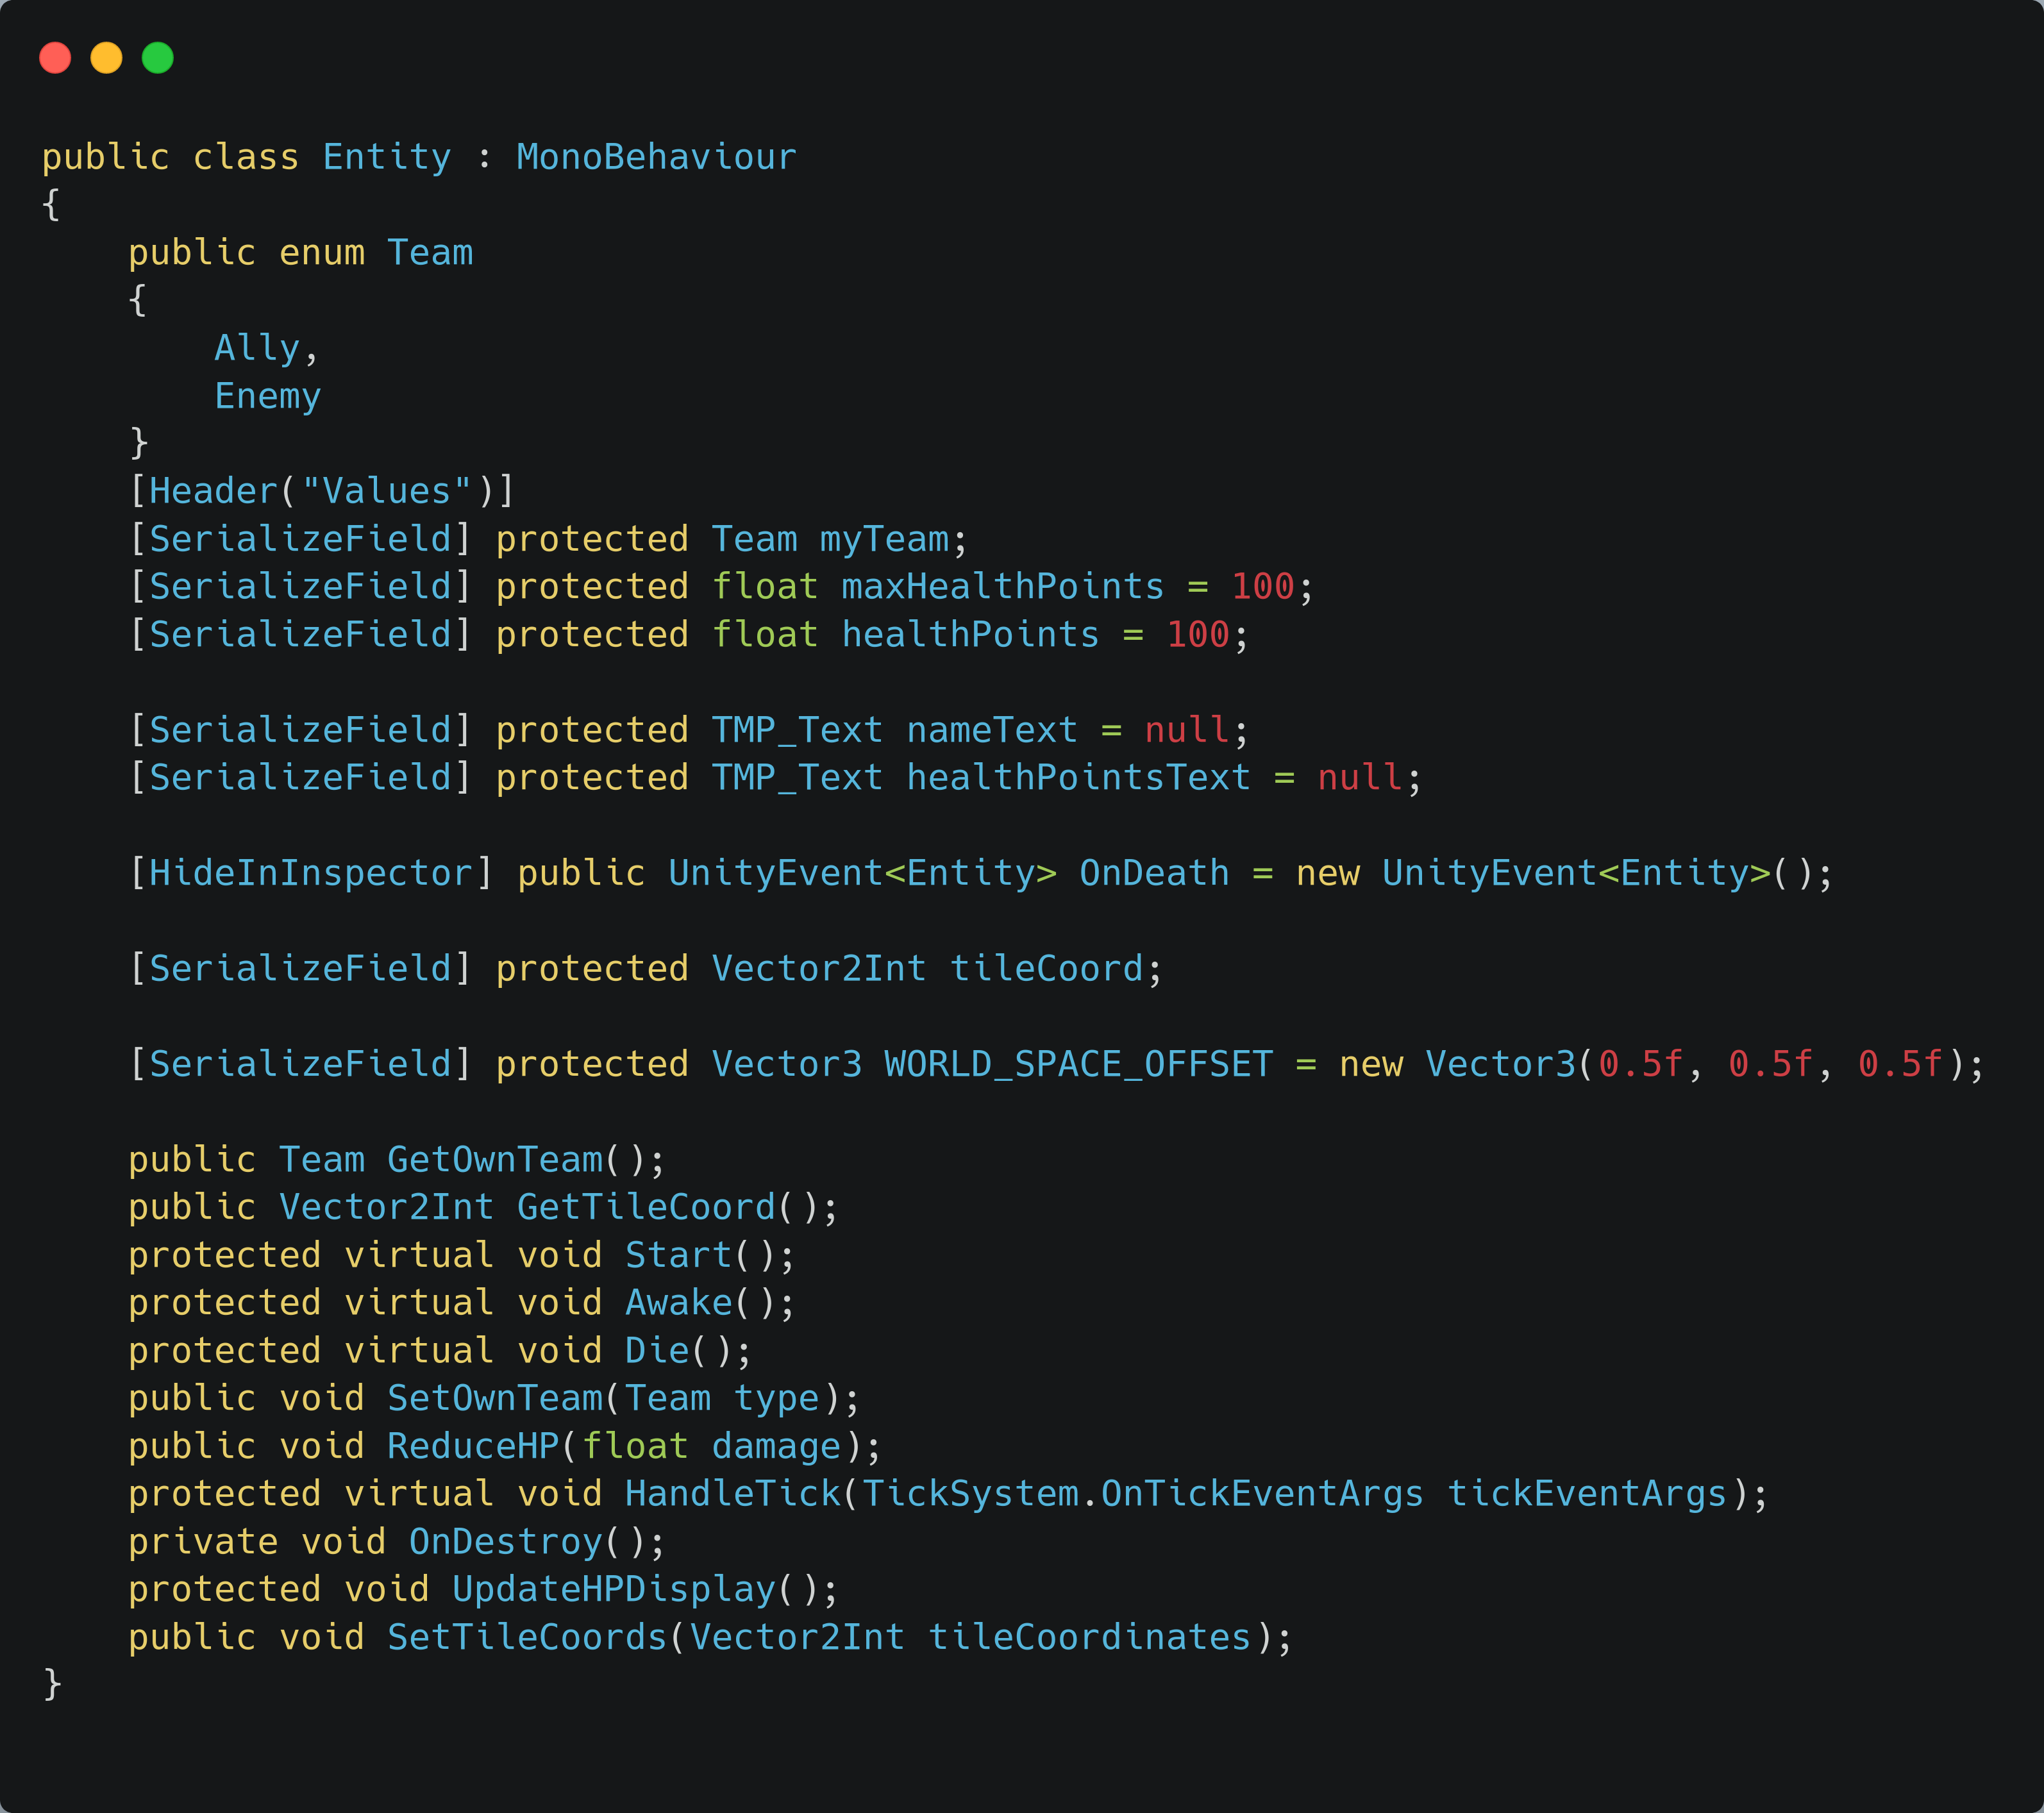 public class Entity : MonoBehaviour
{
    public enum Team
    {
        Ally,
        Enemy
    }
    [Header("Values")]
    [SerializeField] protected Team myTeam;
    [SerializeField] protected float maxHealthPoints = 100;
    [SerializeField] protected float healthPoints = 100;

    [SerializeField] protected TMP_Text nameText = null;
    [SerializeField] protected TMP_Text healthPointsText = null;

    [HideInInspector] public UnityEvent<Entity> OnDeath = new UnityEvent<Entity>();

    [SerializeField] protected Vector2Int tileCoord;

    [SerializeField] protected Vector3 WORLD_SPACE_OFFSET = new Vector3(0.5f, 0.5f, 0.5f);

    public Team GetOwnTeam();
    public Vector2Int GetTileCoord();
    protected virtual void Start();
    protected virtual void Awake();
    protected virtual void Die();
    public void SetOwnTeam(Team type);
    public void ReduceHP(float damage);
    protected virtual void HandleTick(TickSystem.OnTickEventArgs tickEventArgs);
    private void OnDestroy();
    protected void UpdateHPDisplay();
    public void SetTileCoords(Vector2Int tileCoordinates);
}